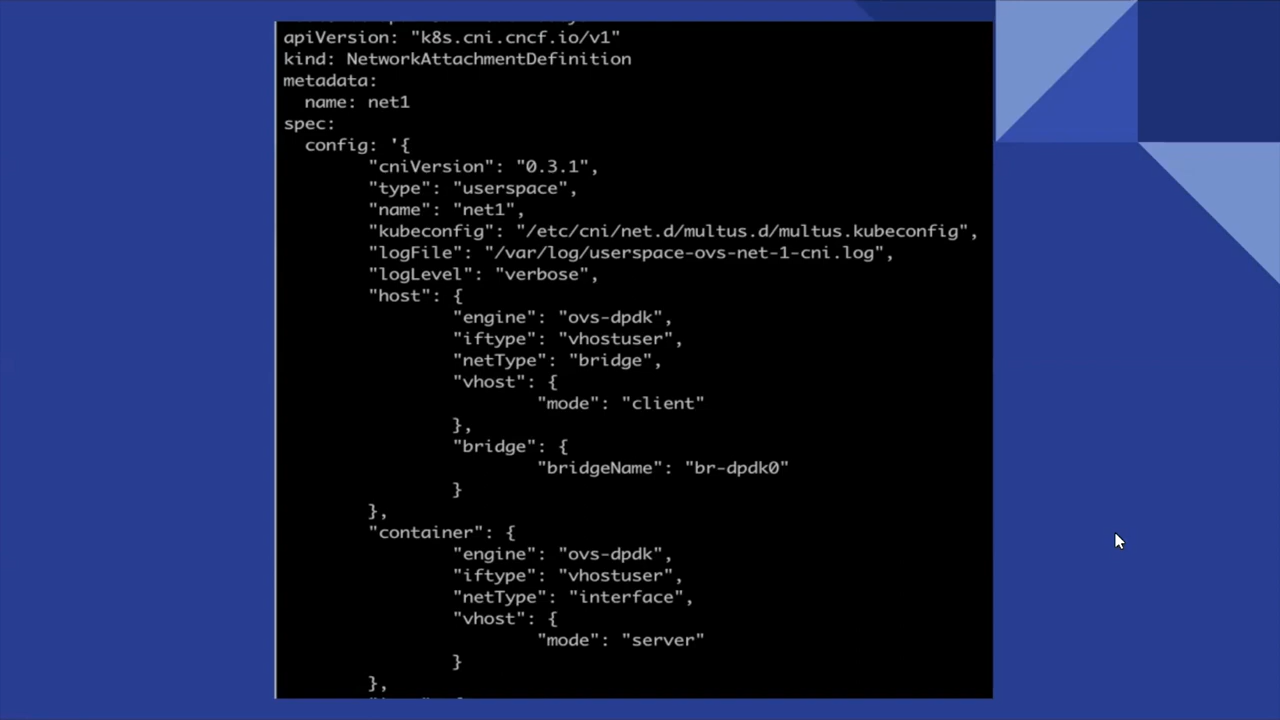 apiVersion: "k8s.cni.cncf.io/v1"
kind: NetworkAttachmentDefinition
metadata:
  name: net1
spec:
  config: '{
        "cniVersion": "0.3.1",
        "type": "userspace",
        "name": "net1",
        "kubeconfig": "/etc/cni/net.d/multus.d/multus.kubeconfig",
        "logFile": "/var/log/userspace-ovs-net-1-cni.log",
        "logLevel": "verbose",
        "host": {
                "engine": "ovs-dpdk",
                "iftype": "vhostuser",
                "netType": "bridge",
                "vhost": {
                        "mode": "client"
                },
                "bridge": {
                        "bridgeName": "br-dpdk0"
                }
        },
        "container": {
                "engine": "ovs-dpdk",
                "iftype": "vhostuser",
                "netType": "interface",
                "vhost": {
                        "mode": "server"
                }
        },